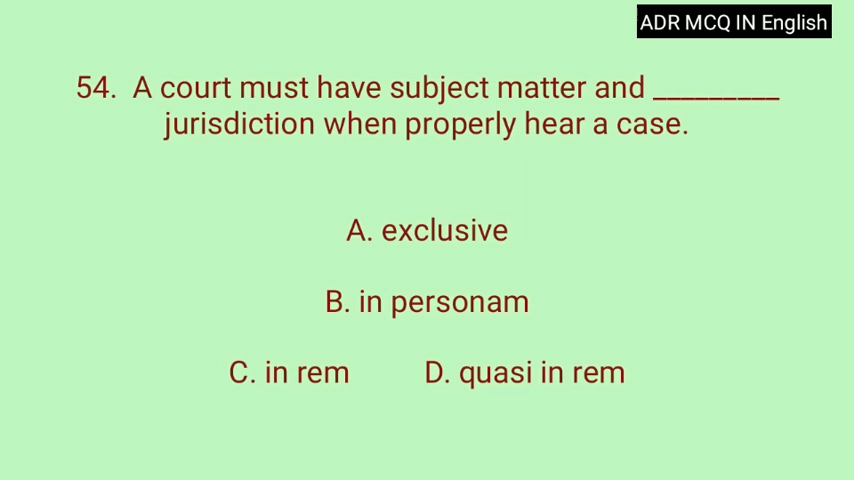 ADR MCQ IN English
54. A court must have subject matter and _________
jurisdiction when properly hear a case.
A. exclusive
B. in personam
C. in rem D. quasi in rem